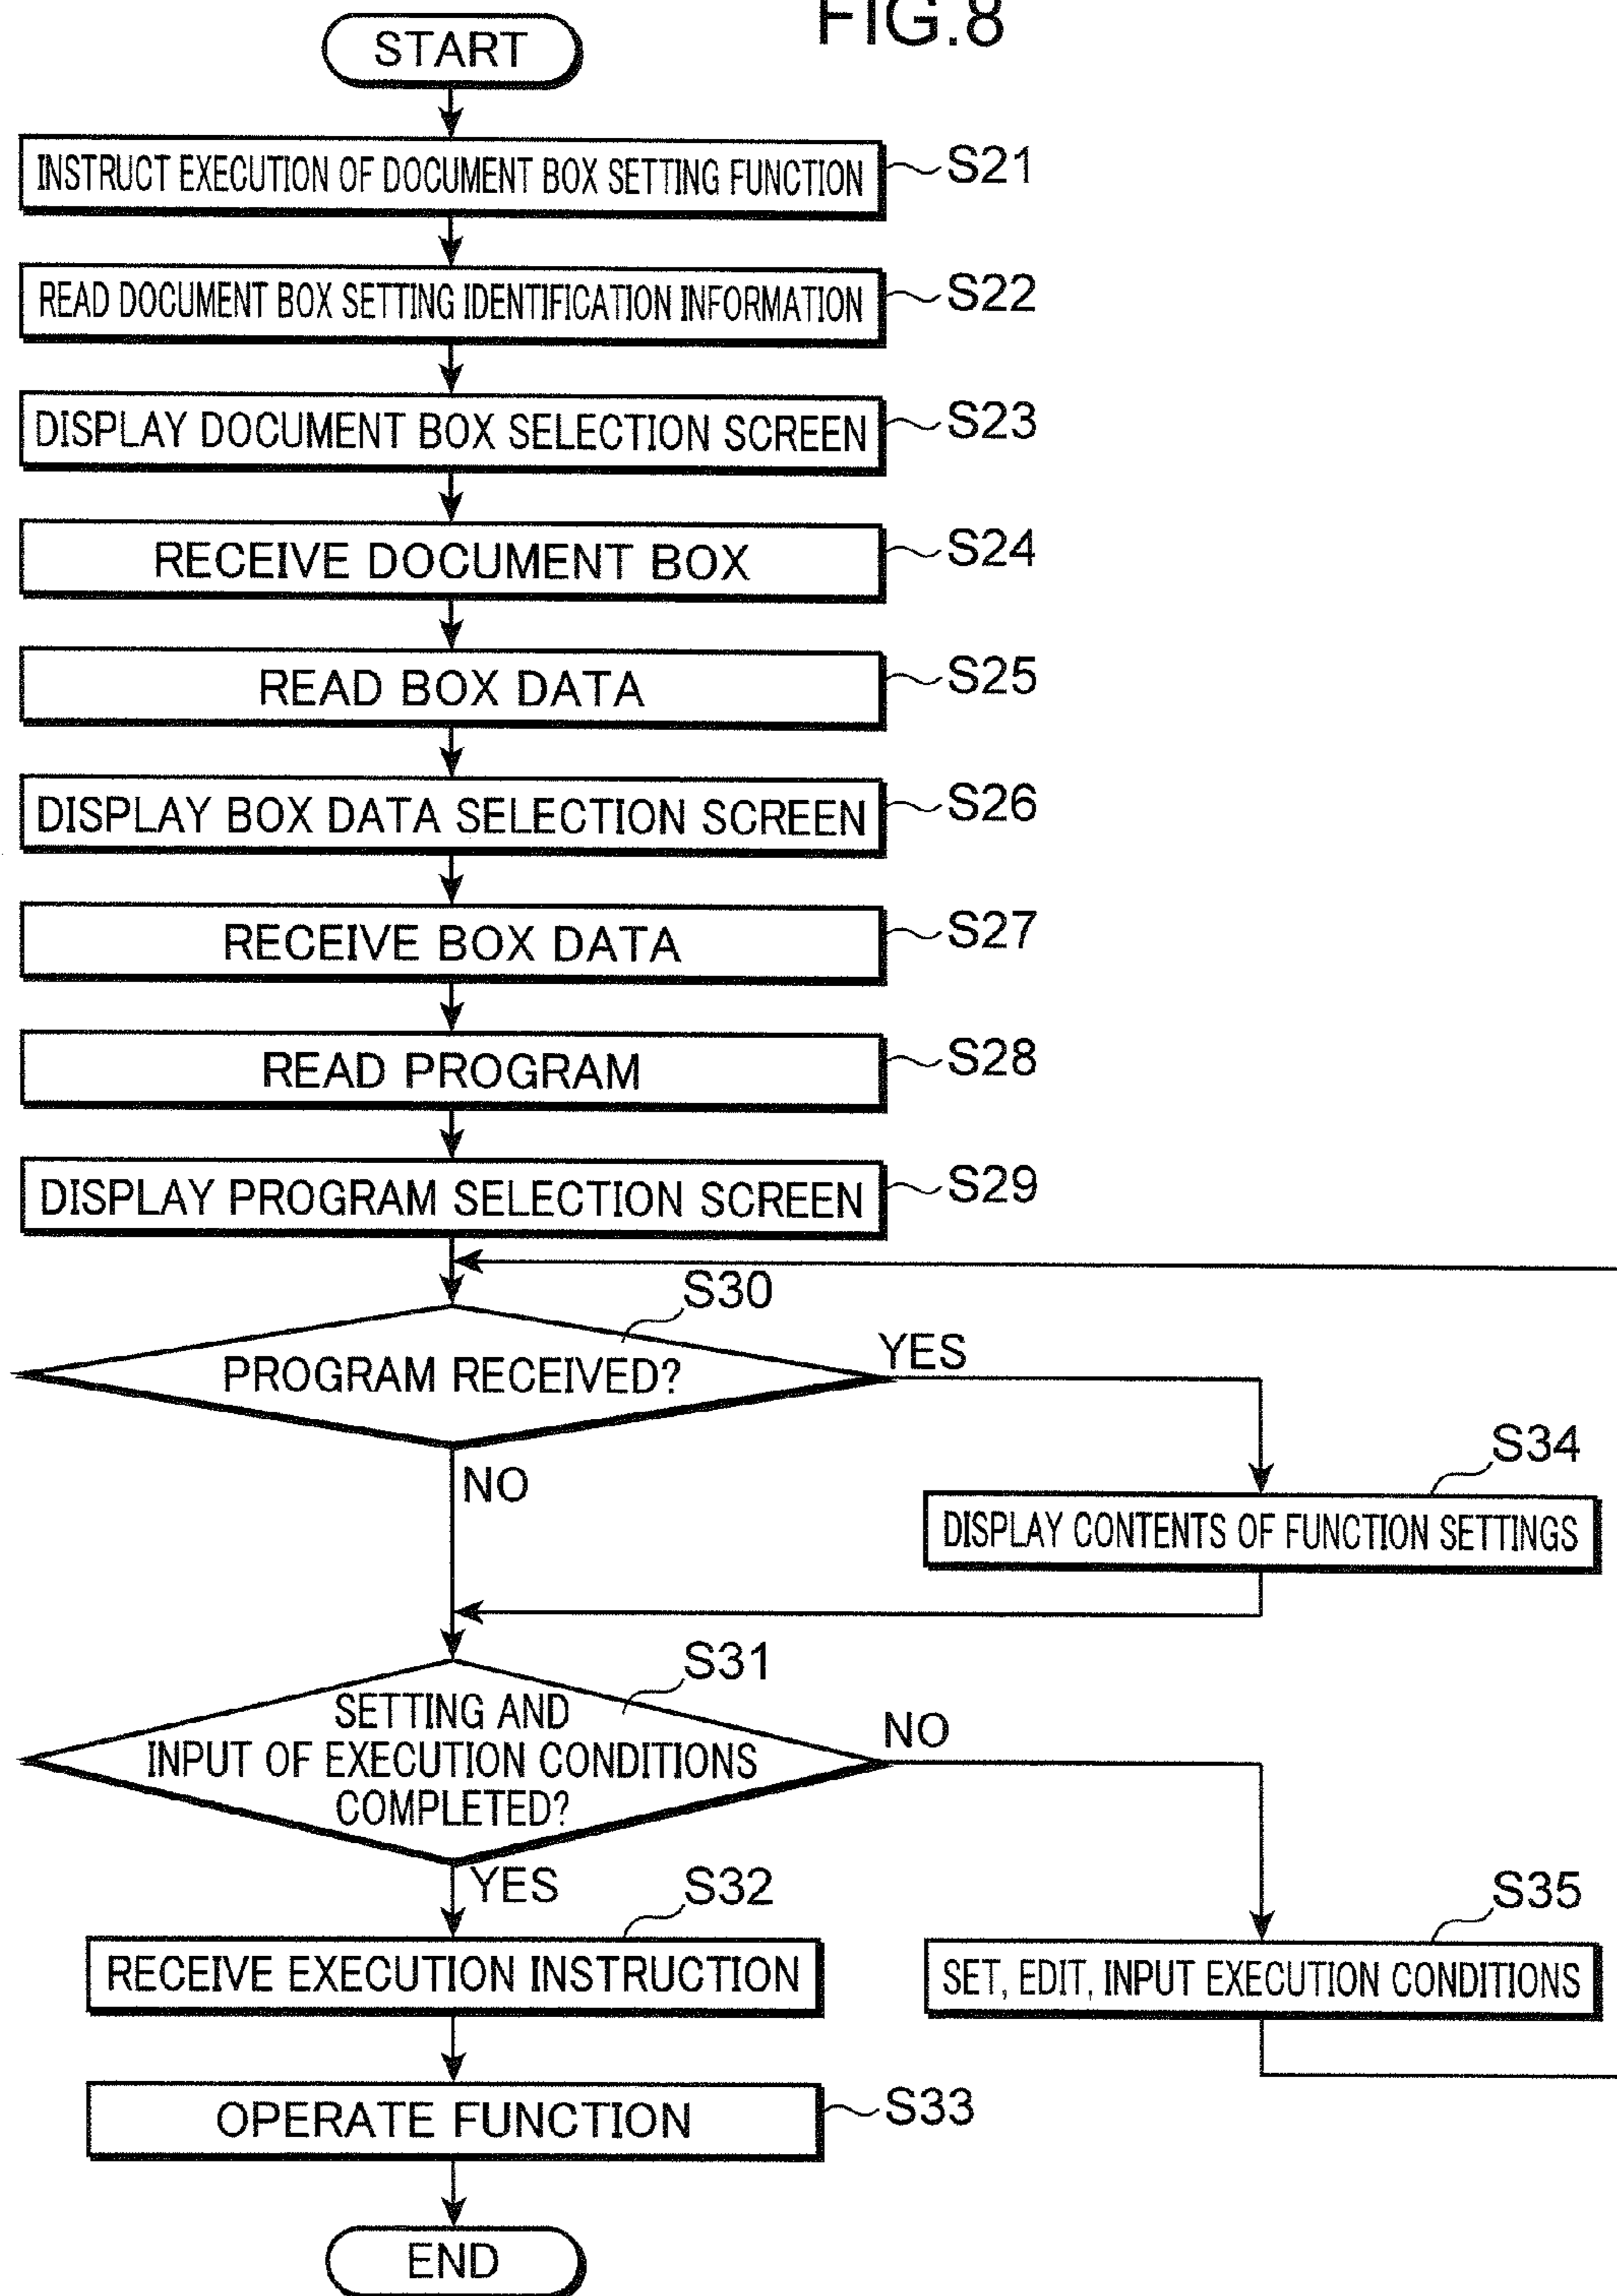 FIG.8
START
INSTRUCT EXECUTION OF DOCUMENT BOX SETTING FUNCTION
S21
READ DOCUMENT BOX SETTING IDENTIFICATION INFORMATION
S22
DISPLAY DOCUMENT BOX SELECTION SCREEN
S23
RECEIVE DOCUMENT BOX
S24
READ BOX DATA
S25
DISPLAY BOX DATA SELECTION SCREEN
S26
RECEIVE BOX DATA
S27
READ PROGRAM
S28
DISPLAY PROGRAM SELECTION SCREEN
S29
S30
PROGRAM RECEIVED?
YES
NO
S34
DISPLAY CONTENTS OF FUNCTION SETTINGS
S31
SETTING AND
INPUT OF EXECUTION CONDITIONS
COMPLETED?
NO
YES
S32
RECEIVE EXECUTION INSTRUCTION
S35
SET, EDIT, INPUT EXECUTION CONDITIONS
OPERATE FUNCTION
S33
END